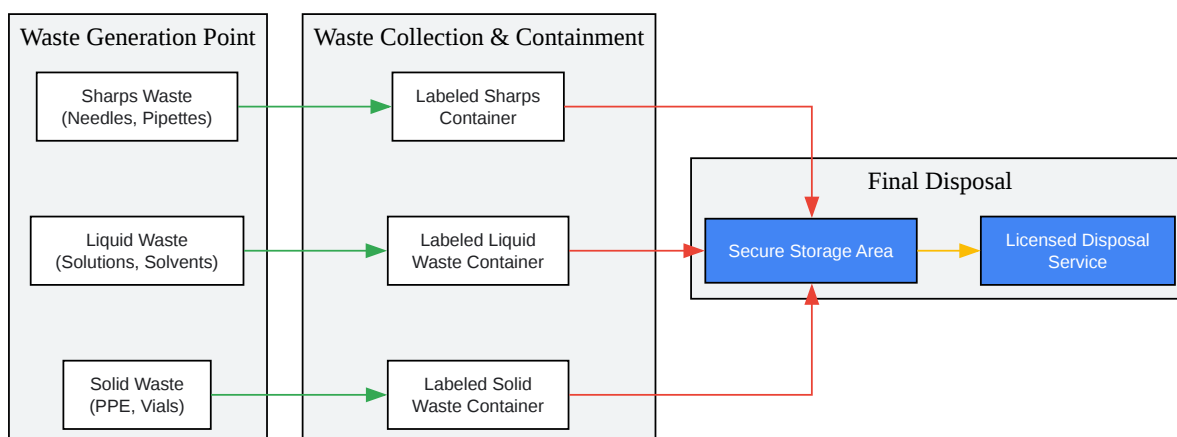 Waste Generation Point
Sharps Waste
(Needles, Pipettes)
Liquid Waste
(Solutions, Solvents)
Solid Waste
(PPE, Vials)
Waste Collection & Containment
Labeled Sharps
Container
Labeled Liquid
Waste Container
Labeled Solid
Waste Container
Final Disposal
Secure Storage Area
Licensed Disposal
Service